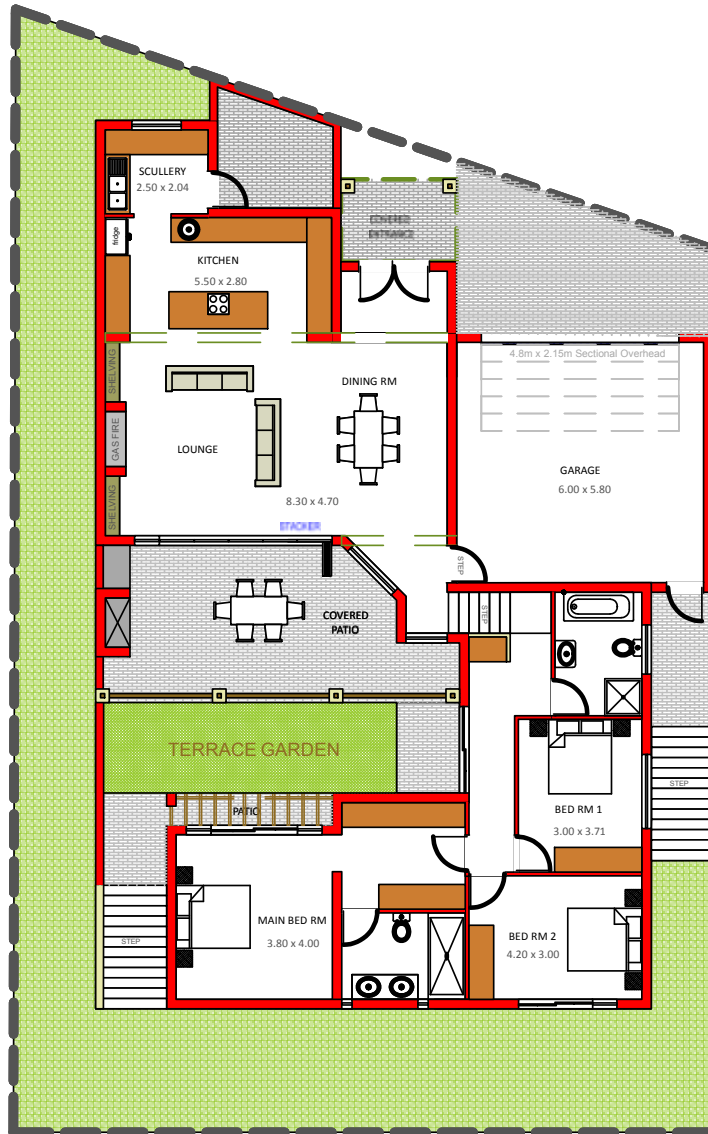 SCULLERY
2.50 x 2.04
COVERED
ENTRANCE
fridge
KITCHEN
5.50 x 2.80
4.8m x 2.15m Sectional Overhead
SHELVING
DINING RM
GAS FIRE
LOUNGE
GARAGE
6.00 x 5.80
SHELVING
8.30 x 4.70
STACKER
STEP
STEP
COVERED
PATIO
TERRACE GARDEN
STEP
PATIO
BED RM 1
3.00 x 3.71
MAIN BED RM
3.80 x 4.00
STEP
BED RM 2
4.20 x 3.00